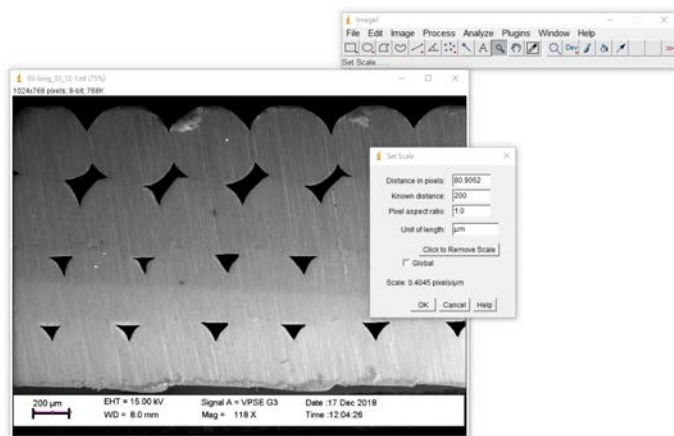 ImageJ
File Edit Image Process Analyze Plugins Window Help
A Dev
Set Scale...
(75%)
1024x768 pixels; 8-bit; 768K
Set Scale
Distance in pixels: 80.9062
Known distance: 200
Pixel aspect ratio: 1.0
Unit of length: µm
Click to Remove Scale
Global
Scale: 0.4045 pixels/µm
OK Cancel Help
200 µm
EHT = 15.00 kV Signal A = VPSE G3 Date :17 Dec 2018
WD = 8.0 mm Mag = 118 X Time :12:04:26